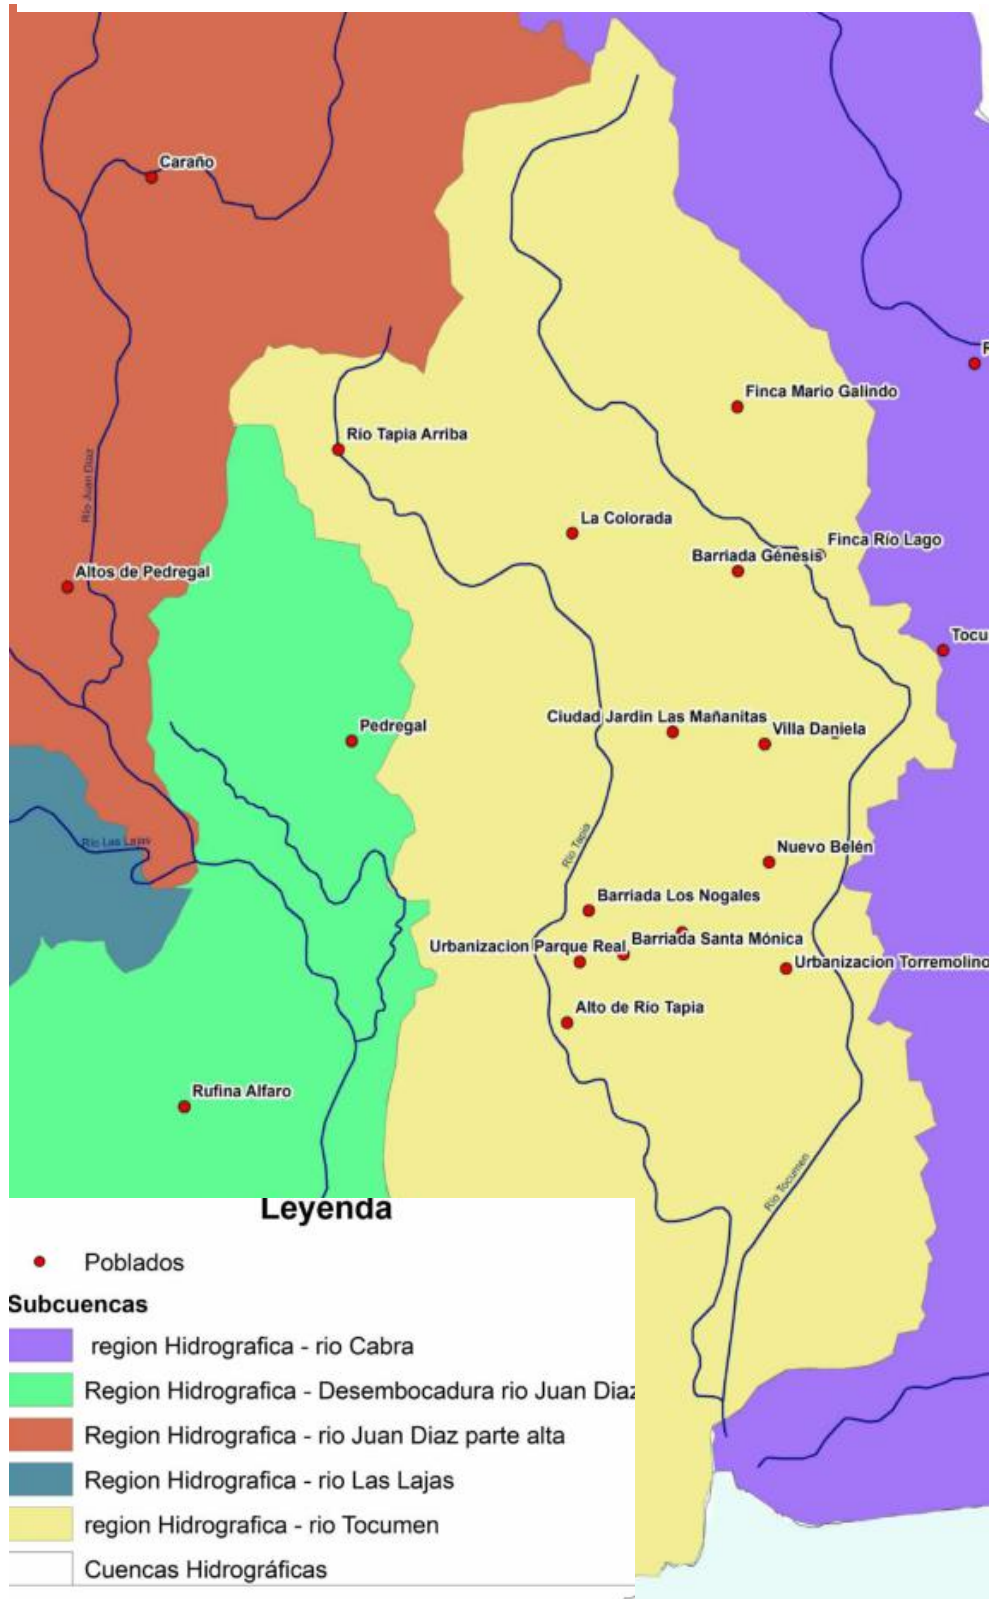 Caraño
R
Finca Mario Galindo
Río Tapia Arriba
Río Juan Díaz
La Colorada
Finca Río Lago
Barriada Génesis
Altos de Pedregal
Tocu
Ciudad Jardin Las Mañanitas
Pedregal
Villa Daniela
Río Las Lajas
Río Tapia
Nuevo Belén
Barriada Los Nogales
Barriada Santa Mónica
Urbanizacion Parque Real
Urbanizacion Torremolino
Alto de Río Tapia
Rufina Alfaro
Río Tocumen
Leyenda
Poblados
Subcuencas
region Hidrografica - rio Cabra
Region Hidrografica - Desembocadura rio Juan Diaz
Region Hidrografica - rio Juan Diaz parte alta
Region Hidrografica - rio Las Lajas
region Hidrografica - rio Tocumen
Cuencas Hidrográficas